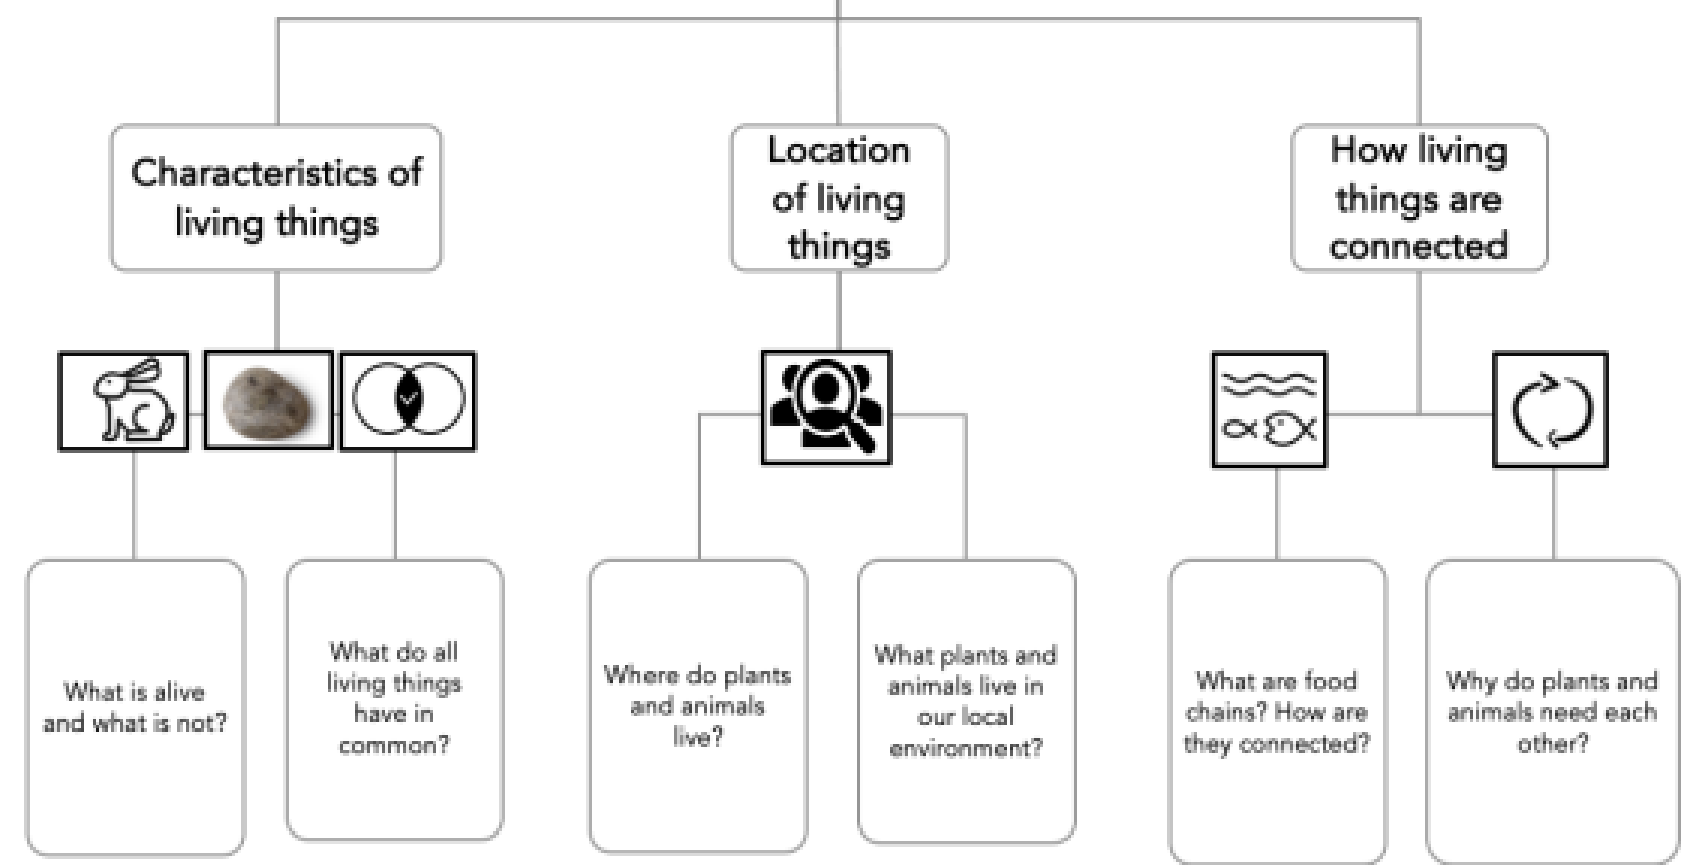 Characteristics of
living things
Location
of living
things
How living
things are
connected
What is alive
and what is not?
What do all
living things
have in
common?
Where do plants
and animals
live?
What plants and
animals live in
our local
environment?
What are food
chains? How are
they connected?
Why do plants and
animals need each
other?